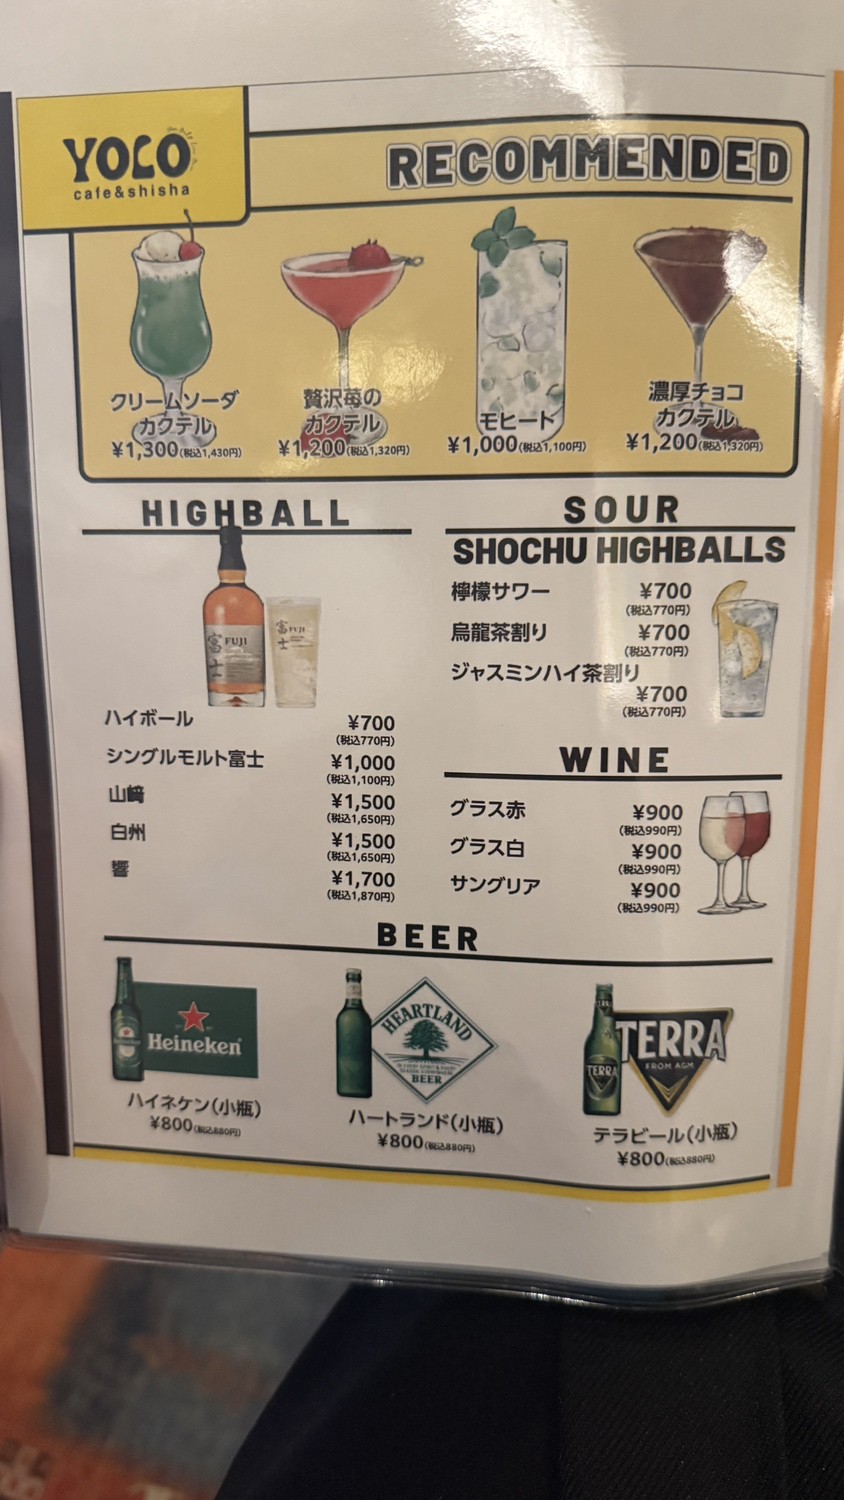 YOLO
cafe&shisha
RECOMMENDED
クリームソーダ
カクテル
¥1,300(税込1,430円)
贅沢苺の
カクテル
¥1,200(税込1,320円)
モヒート
¥1,000(税込1,100円)
濃厚チョコ
カクテル
¥1,200(税込1,320円)
HIGHBALL
富士
FUJI
富士
FUJI
ハイボール
¥700
(税込770円)
シングルモルト富士
¥1,000
(税込1,100円)
山﨑
¥1,500
(税込1,650円)
白州
¥1,500
(税込1,650円)
響
¥1,700
(税込1,870円)
SOUR
SHOCHU HIGHBALLS
檸檬サワー
¥700
(税込770円)
烏龍茶割り
¥700
(税込770円)
ジャスミンハイ茶割り
¥700
(税込770円)
WINE
グラス赤
¥900
(税込990円)
グラス白
¥900
(税込990円)
サングリア
¥900
(税込990円)
BEER
Heineken
Heineken
ハイネケン(小瓶)
¥800(税込880円)
HEARTLAND
BEER
ハートランド(小瓶)
¥800(税込880円)
TERRA
TERRA
FROM AGM
テラビール(小瓶)
¥800(税込880円)